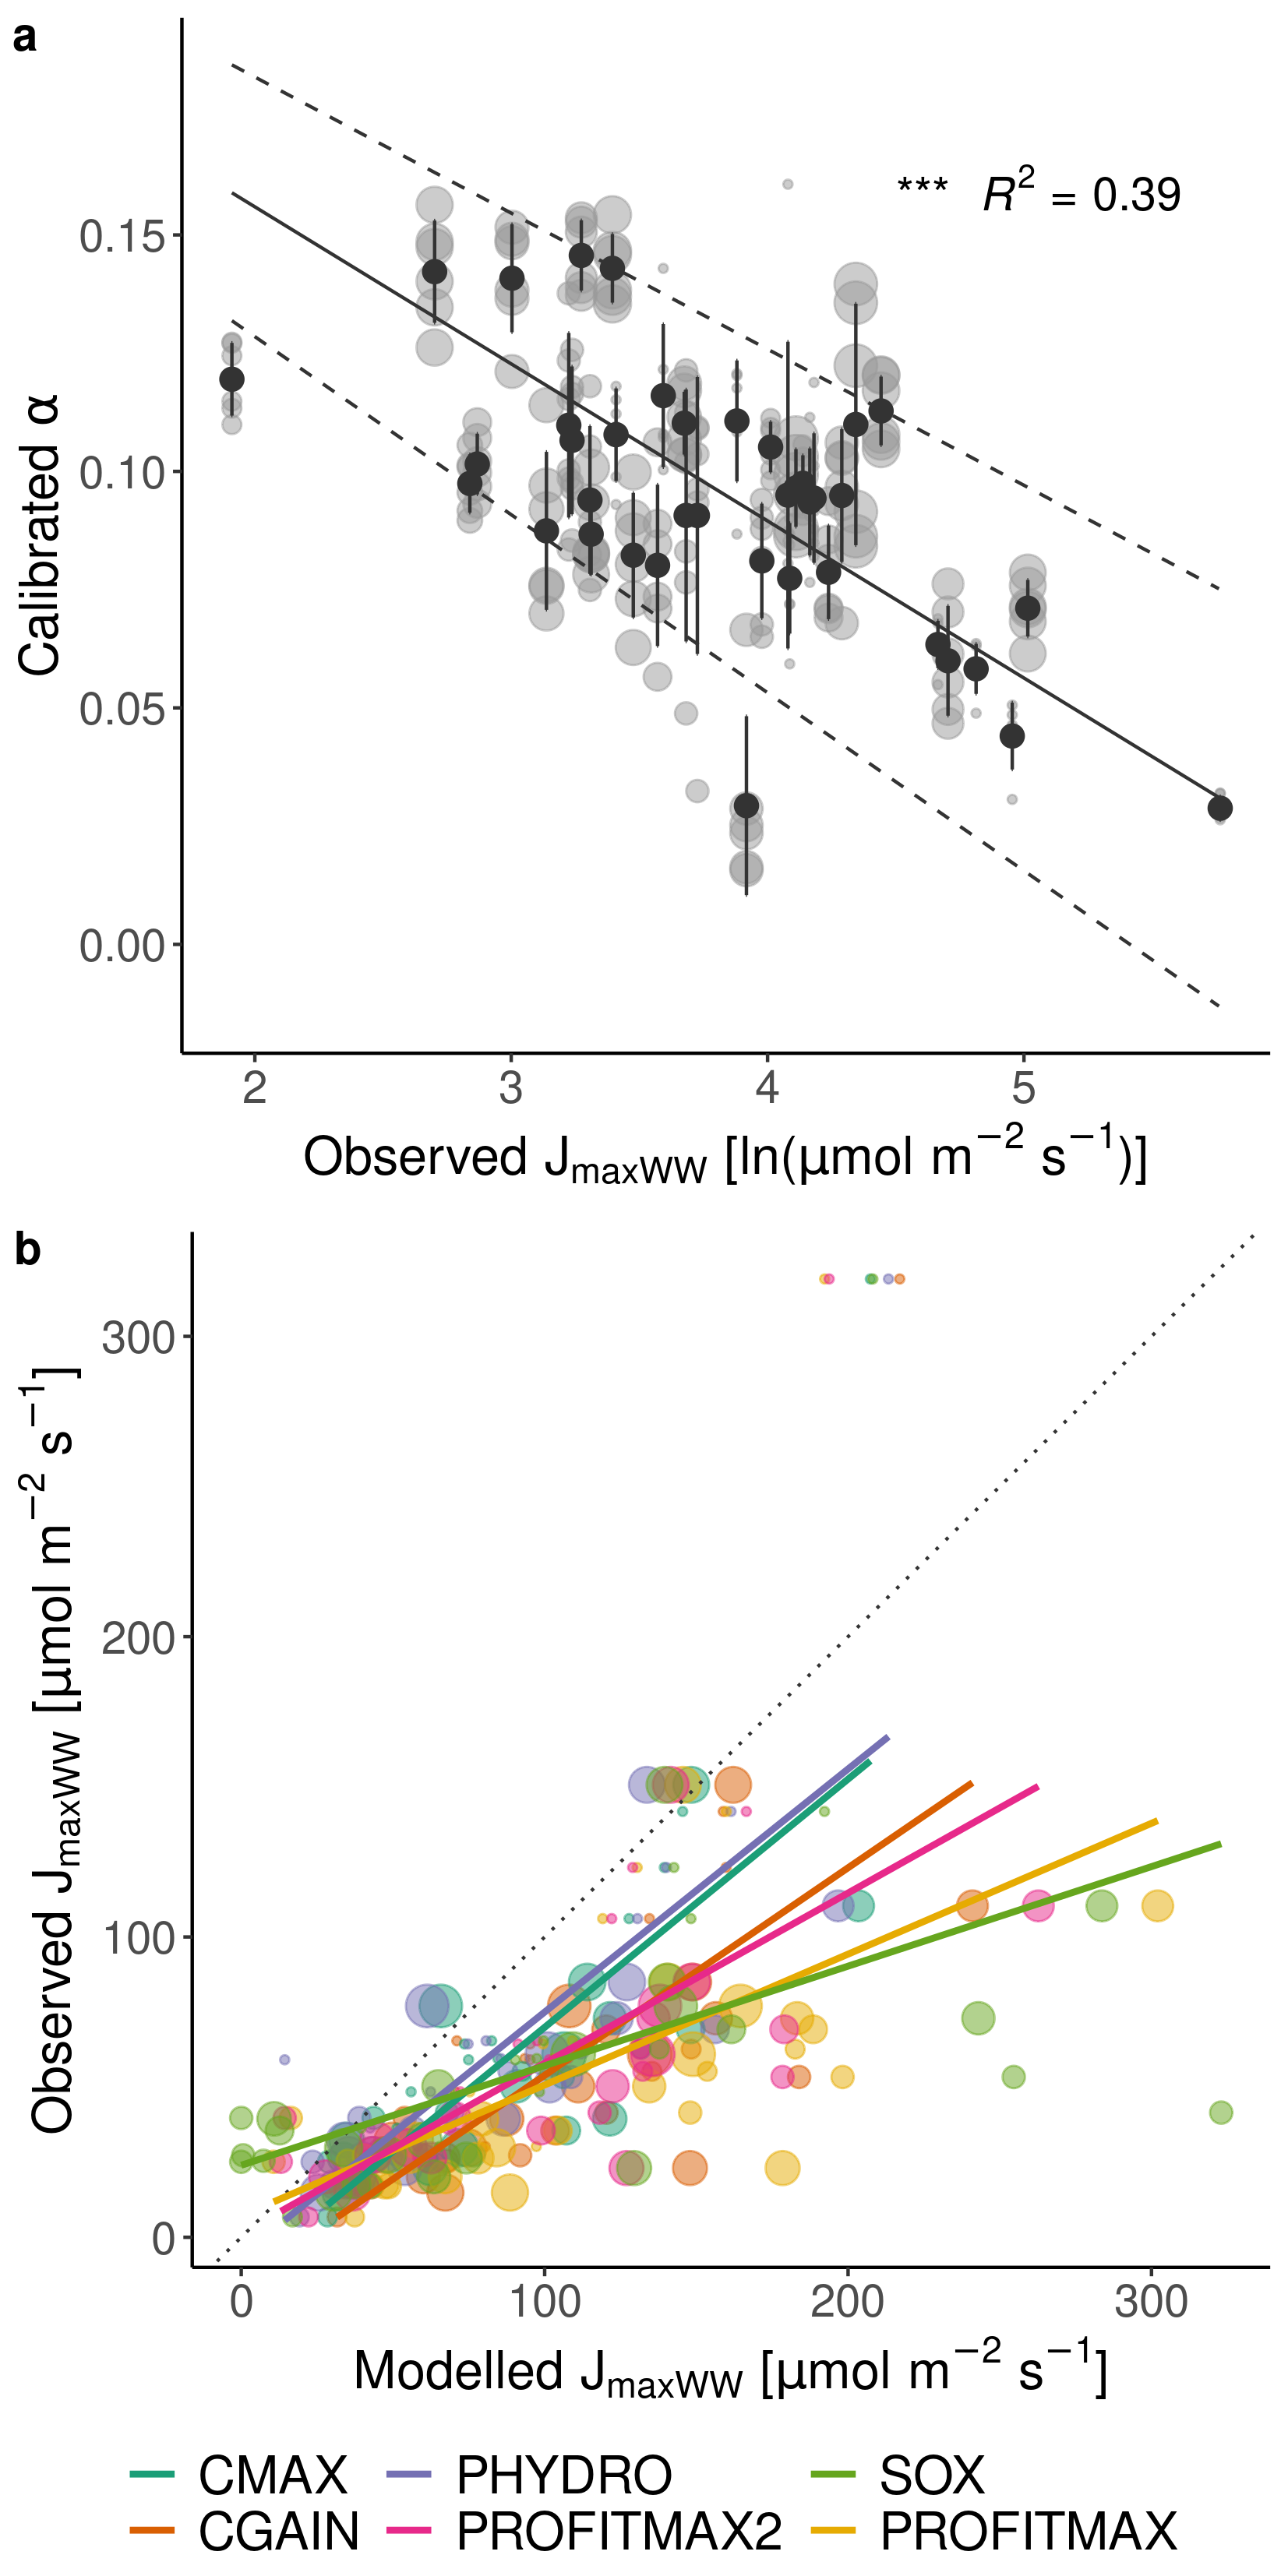 a
*** R² = 0.39
0.15
0.10
0.05
0.00
Calibrated α
2 3 4 5
Observed JmaxWW [ln(μmol m⁻² s⁻¹)]
b
300
200
100
0
Observed JmaxWW [μmol m⁻² s⁻¹]
0 100 200 300
Modelled JmaxWW [μmol m⁻² s⁻¹]
CMAX PHYDRO SOX
CGAIN PROFITMAX2 PROFITMAX